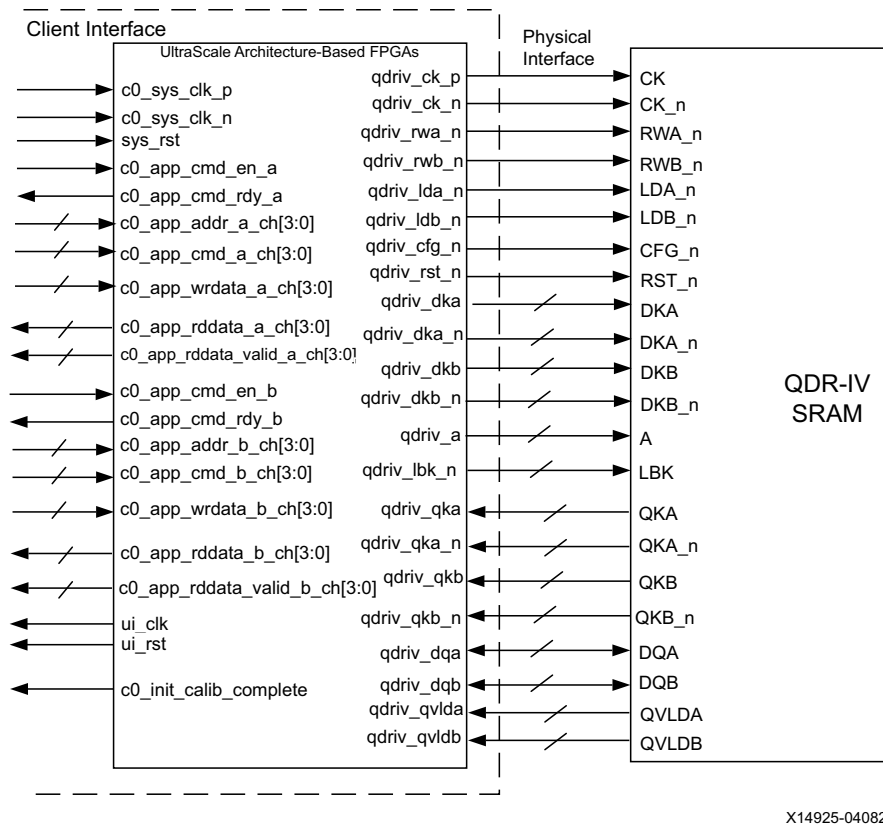 Client Interface
UltraScale Architecture-Based FPGAs
Physical
Interface
c0_sys_clk_p
c0_sys_clk_n
sys_rst
c0_app_cmd_en_a
c0_app_cmd_rdy_a
c0_app_addr_a_ch[3:0]
c0_app_cmd_a_ch[3:0]
c0_app_wrdata_a_ch[3:0]
c0_app_rddata_a_ch[3:0]
c0_app_rddata_valid_a_ch[3:0]
c0_app_cmd_en_b
c0_app_cmd_rdy_b
c0_app_addr_b_ch[3:0]
c0_app_cmd_b_ch[3:0]
c0_app_wrdata_b_ch[3:0]
c0_app_rddata_b_ch[3:0]
c0_app_rddata_valid_b_ch[3:0]
ui_clk
ui_rst
c0_init_calib_complete
qdriv_ck_p
qdriv_ck_n
qdriv_rwa_n
qdriv_rwb_n
qdriv_lda_n
qdriv_ldb_n
qdriv_cfg_n
qdriv_rst_n
qdriv_dka
qdriv_dka_n
qdriv_dkb
qdriv_dkb_n
qdriv_a
qdriv_lbk_n
qdriv_qka
qdriv_qka_n
qdriv_qkb
qdriv_qkb_n
qdriv_dqa
qdriv_dqb
qdriv_qvlda
qdriv_qvldb
CK
CK_n
RWA_n
RWB_n
LDA_n
LDB_n
CFG_n
RST_n
DKA
DKA_n
DKB
DKB_n
A
LBK
QKA
QKA_n
QKB
QKB_n
DQA
DQB
QVLDA
QVLDB
QDR-IV
SRAM
X14925-04082